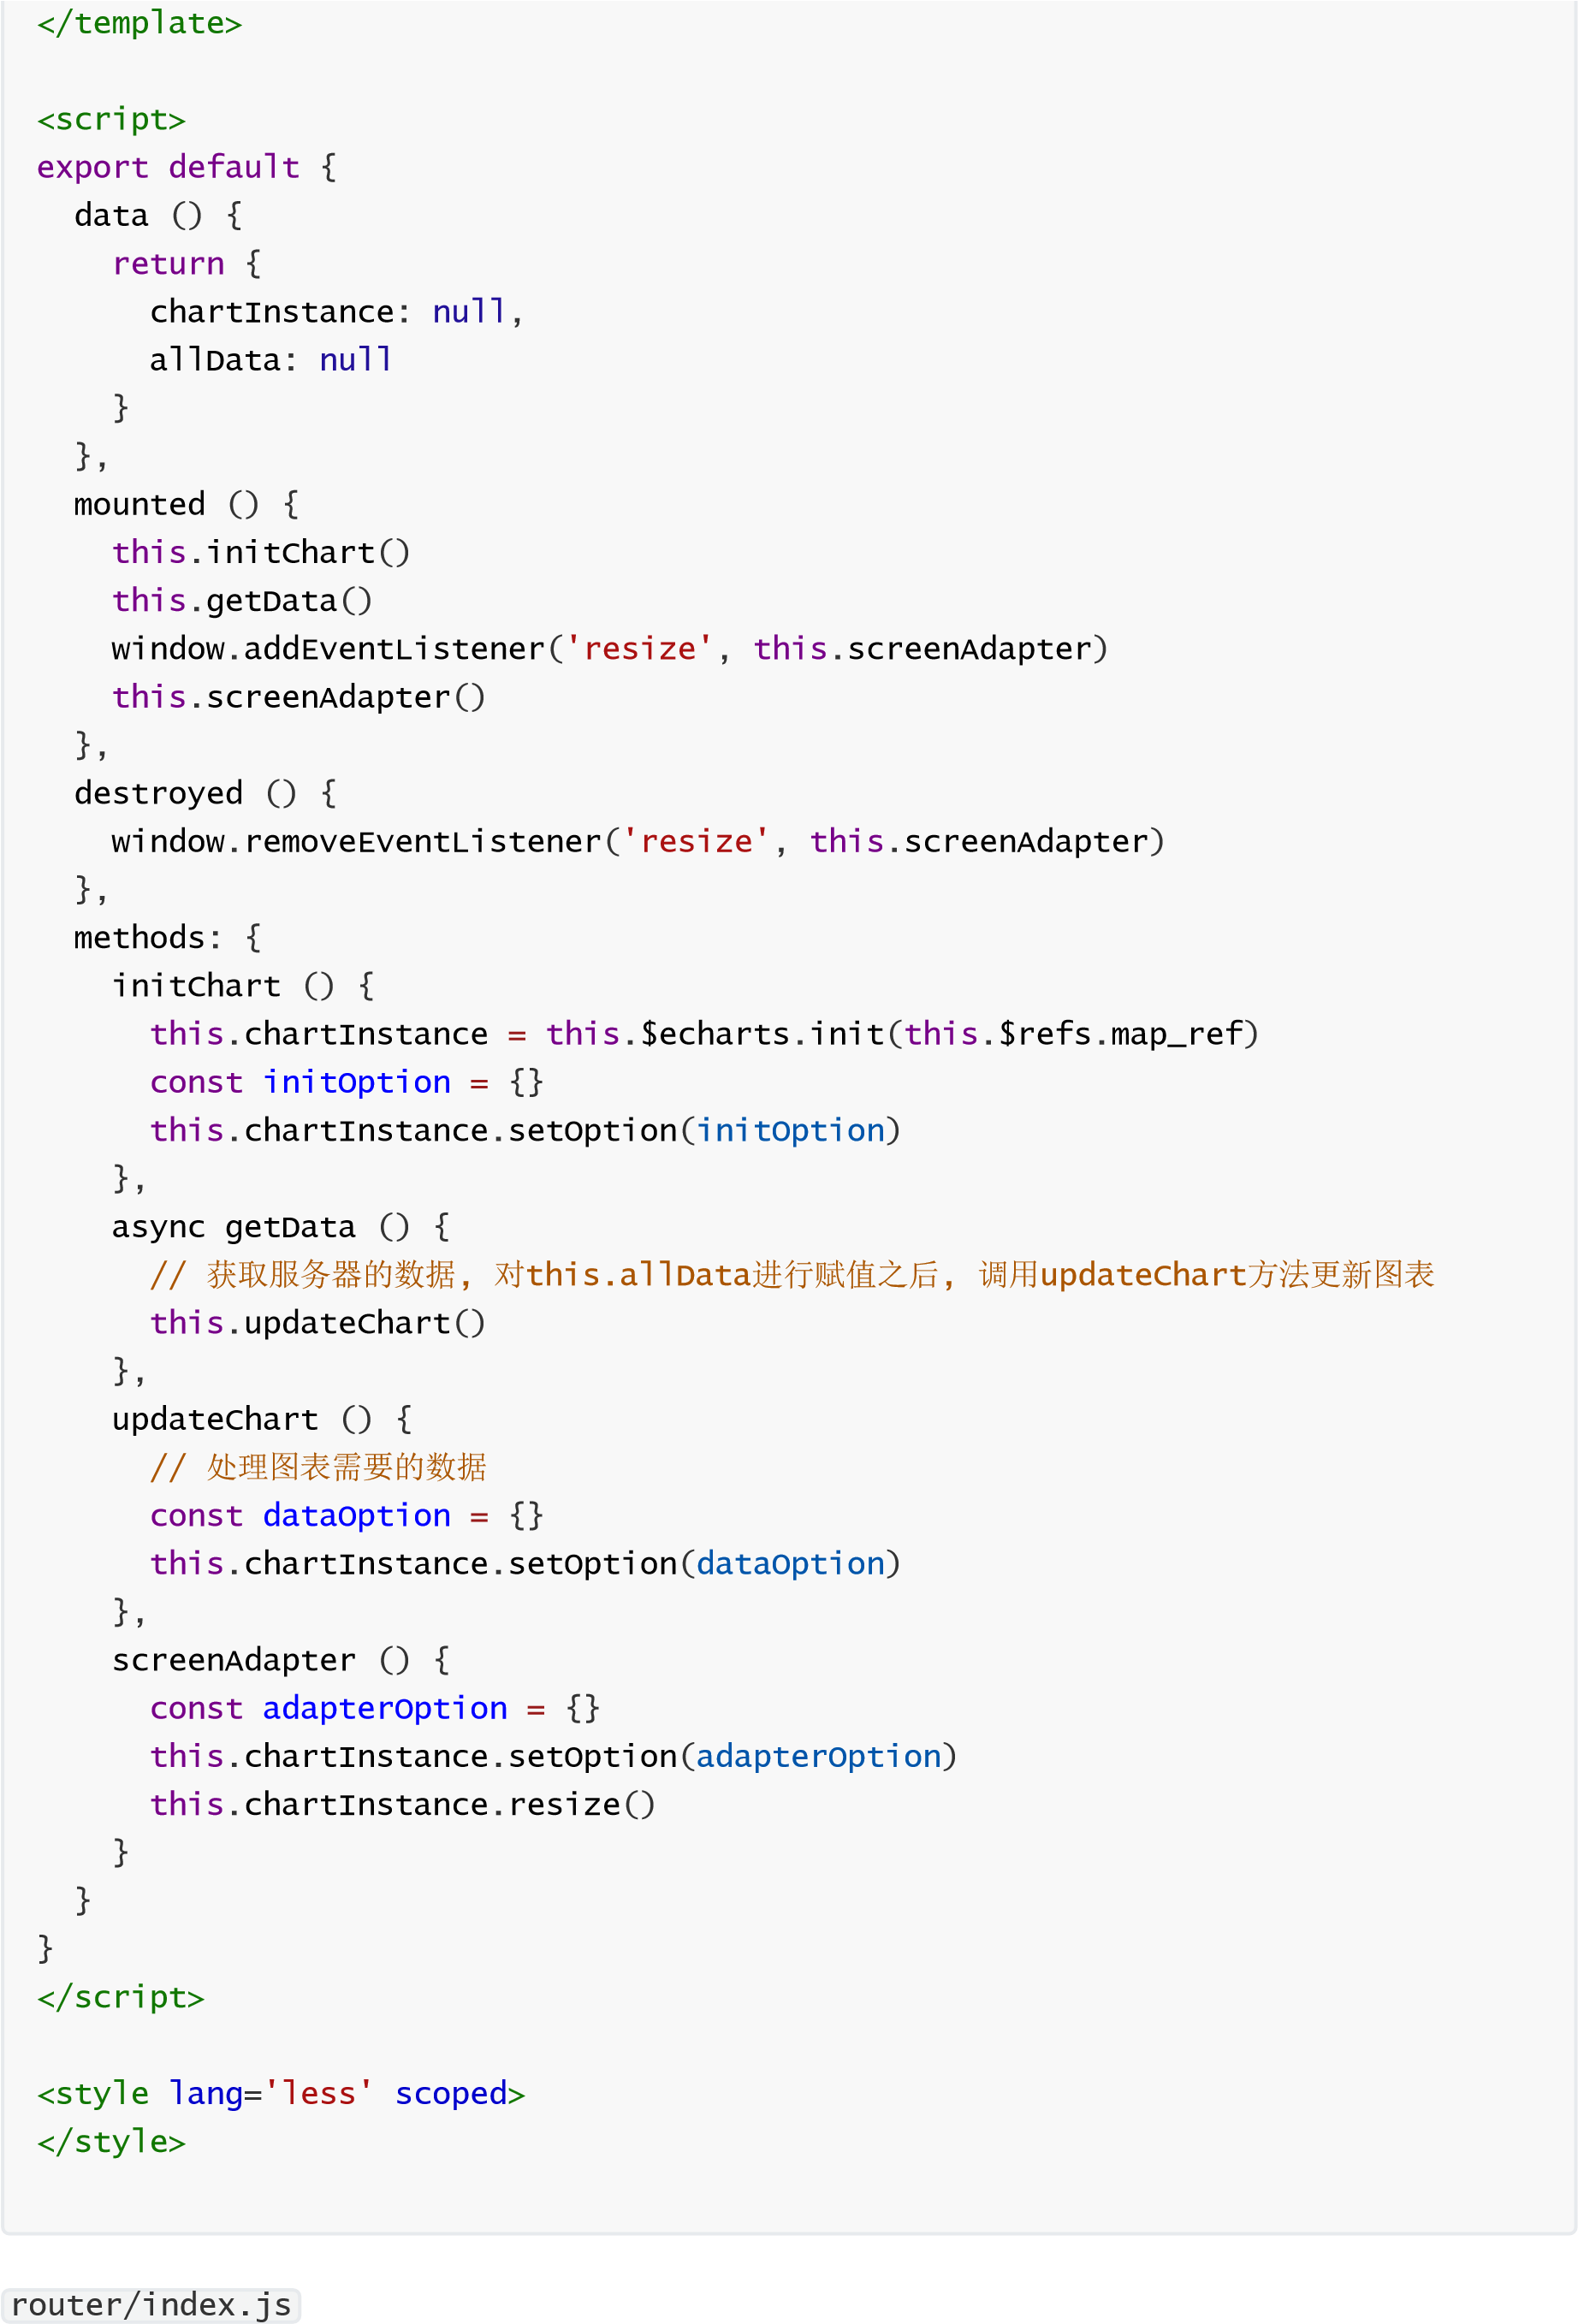 </template>

<script>
export default {
  data () {
    return {
      chartInstance: null,
      allData: null
    }
  },
  mounted () {
    this.initChart()
    this.getData()
    window.addEventListener('resize', this.screenAdapter)
    this.screenAdapter()
  },
  destroyed () {
    window.removeEventListener('resize', this.screenAdapter)
  },
  methods: {
    initChart () {
      this.chartInstance = this.$echarts.init(this.$refs.map_ref)
      const initOption = {}
      this.chartInstance.setOption(initOption)
    },
    async getData () {
      // 获取服务器的数据, 对this.allData进行赋值之后, 调用updateChart方法更新图表
      this.updateChart()
    },
    updateChart () {
      // 处理图表需要的数据
      const dataOption = {}
      this.chartInstance.setOption(dataOption)
    },
    screenAdapter () {
      const adapterOption = {}
      this.chartInstance.setOption(adapterOption)
      this.chartInstance.resize()
    }
  }
}
</script>

<style lang='less' scoped>
</style>

router/index.js